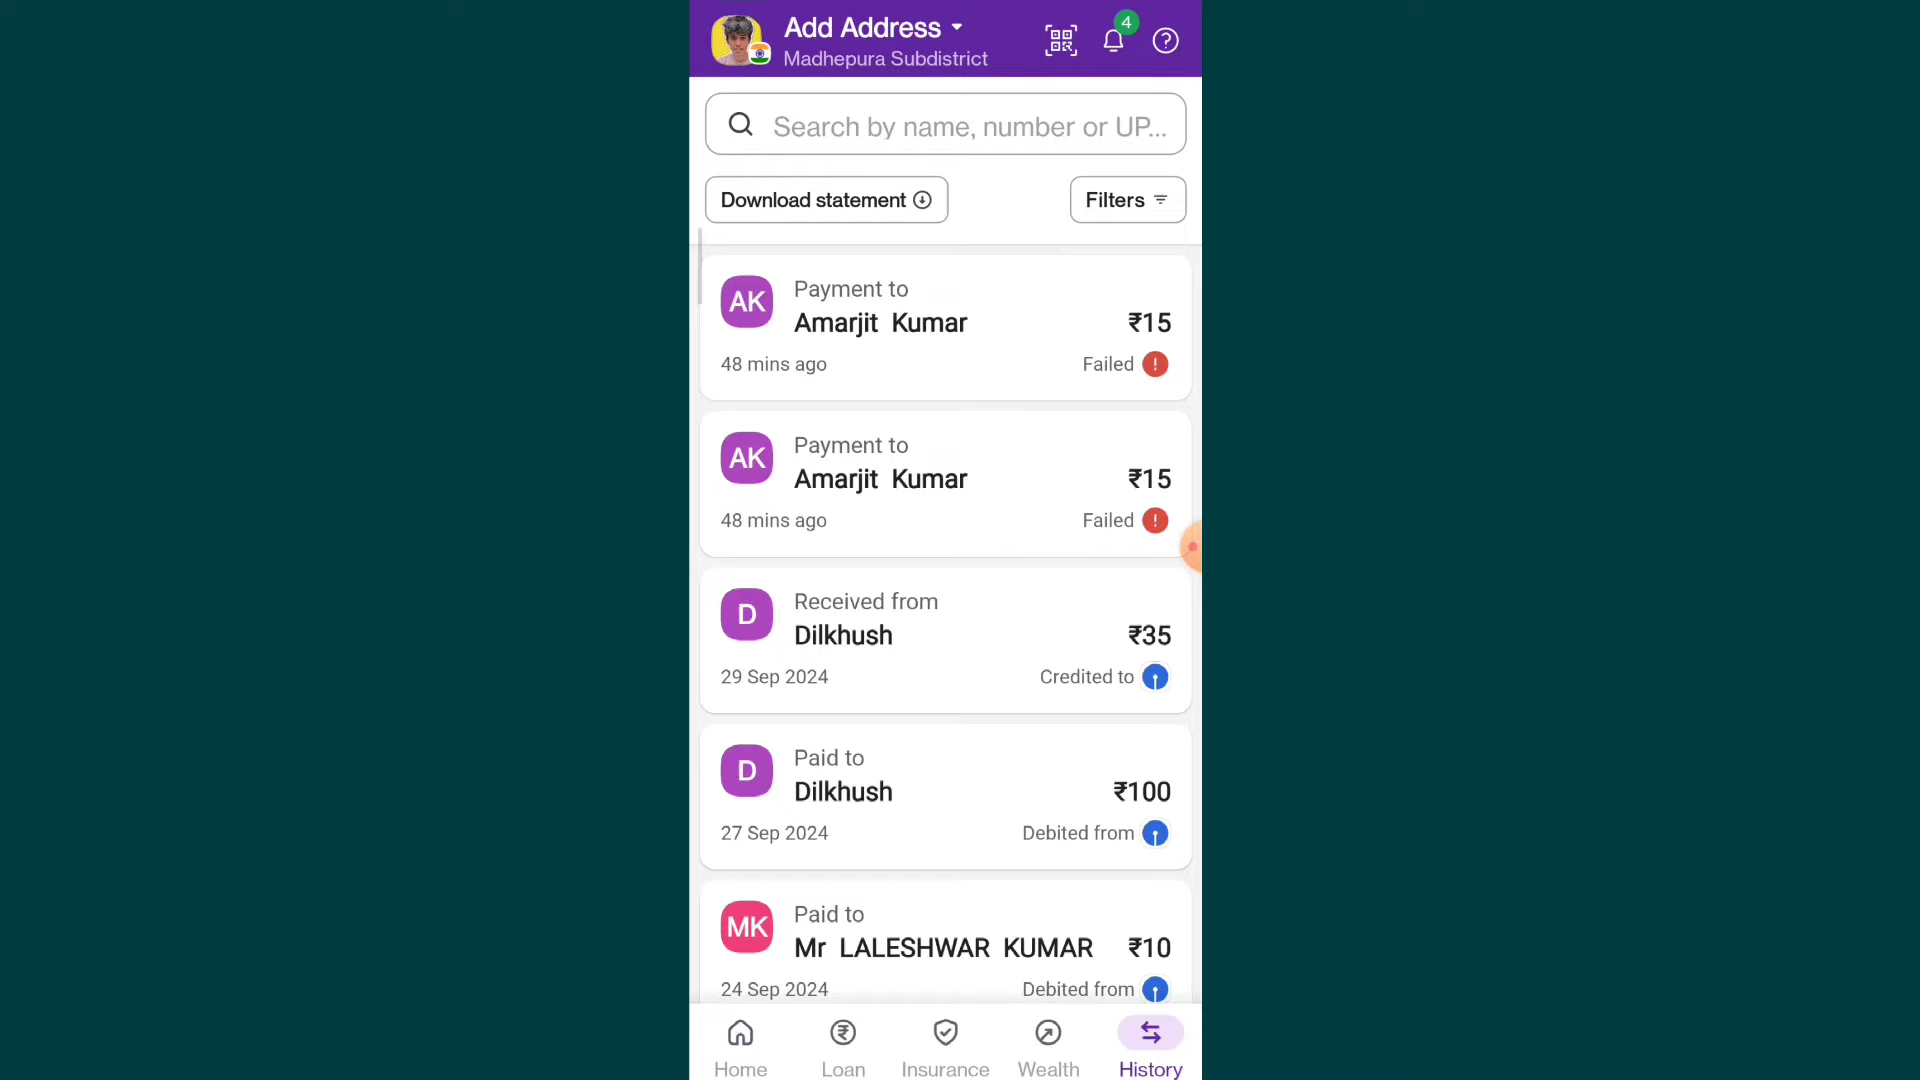 Add Address
Madhepura Subdistrict
4
Search by name, number or UP...
Download statement
Filters
AK
Payment to
Amarjit Kumar
₹15
48 mins ago
Failed
AK
Payment to
Amarjit Kumar
₹15
48 mins ago
Failed
D
Received from
Dilkhush
₹35
29 Sep 2024
Credited to
D
Paid to
Dilkhush
₹100
27 Sep 2024
Debited from
MK
Paid to
Mr LALESHWAR KUMAR
₹10
24 Sep 2024
Debited from
Home
Loan
Insurance
Wealth
History